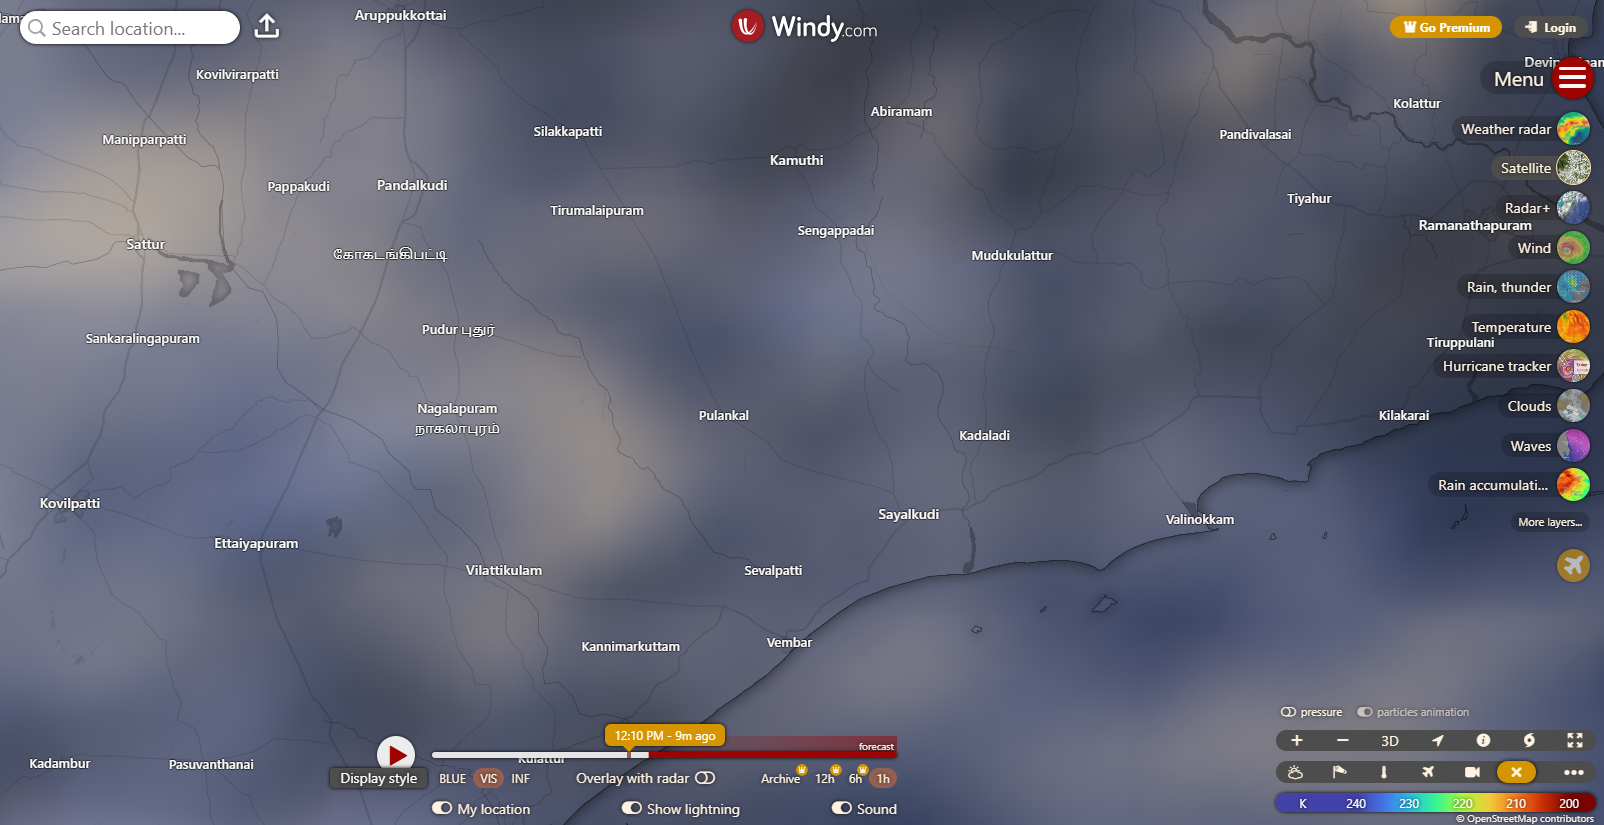 Search location...
Windy.com
Go Premium
Login
Aruppukkottai
Kovilvirarpatti
Menu
Kolattur
Abiramam
Weather radar
Silakkapatti
Pandivalasai
Manipparpatti
Kamuthi
Satellite
Pappakudi
Pandalkudi
Tiyahur
Radar+
Tirumalaipuram
Ramanathapuram
Sengappadai
Sattur
Wind
கோகடங்கிபட்டி
Mudukulattur
Rain, thunder
Temperature
Pudur புதுர்
Sankaralingapuram
Tiruppulani
Hurricane tracker
Clouds
Nagalapuram
நாகலாபுரம்
Pulankal
Kilakarai
Kadaladi
Waves
Rain accumulati...
Kovilpatti
Sayalkudi
Valinokkam
More layers...
Ettaiyapuram
Vilattikulam
Sevalpatti
Kannimarkuttam
Vembar
pressure
particles animation
12:10 PM - 9m ago
forecast
3D
Kadambur
Pasuvanthanai
Kulattur
Display style
BLUE VIS INF
Overlay with radar
Archive 12h 6h 1h
My location
Show lightning
Sound
K 240 230 220 210 200
© OpenStreetMap contributors